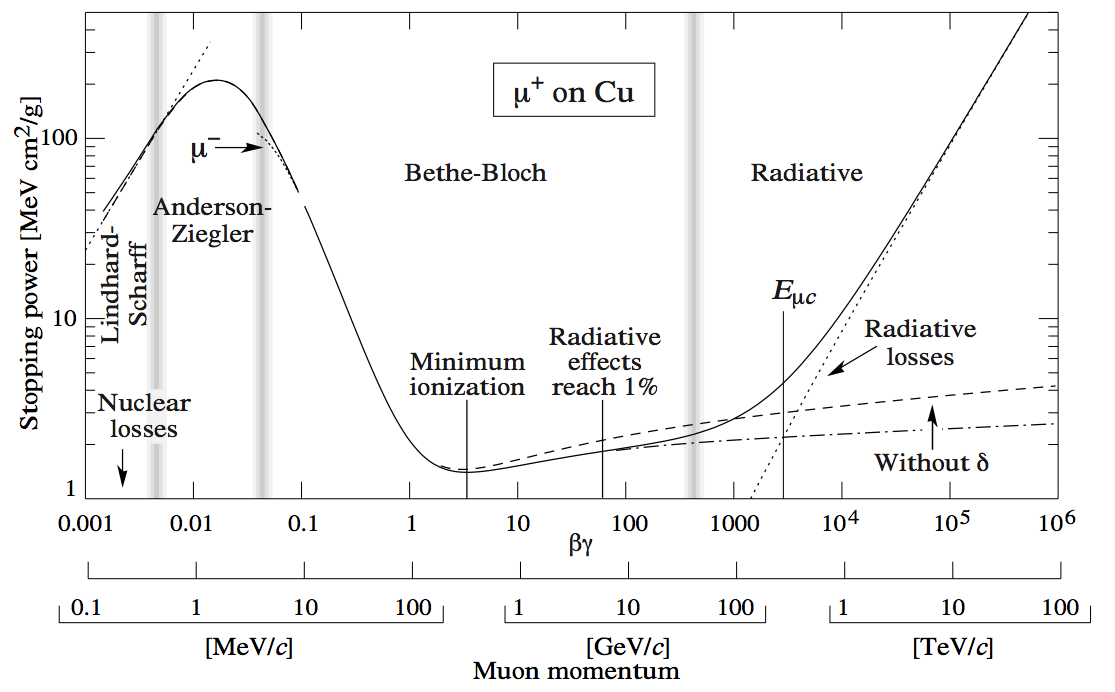 Stopping power [MeV cm²/g]
100
10
1
μ⁺ on Cu
μ⁻
Bethe-Bloch
Radiative
Anderson-
Ziegler
Lindhard-
Scharff
Eμc
Minimum
ionization
Radiative
effects
reach 1%
Radiative
losses
Nuclear
losses
Without δ
0.001
0.01
0.1
1
10
100
1000
10⁴
10⁵
10⁶
βγ
0.1
1
10
100
1
10
100
1
10
100
[MeV/c]
[GeV/c]
[TeV/c]
Muon momentum